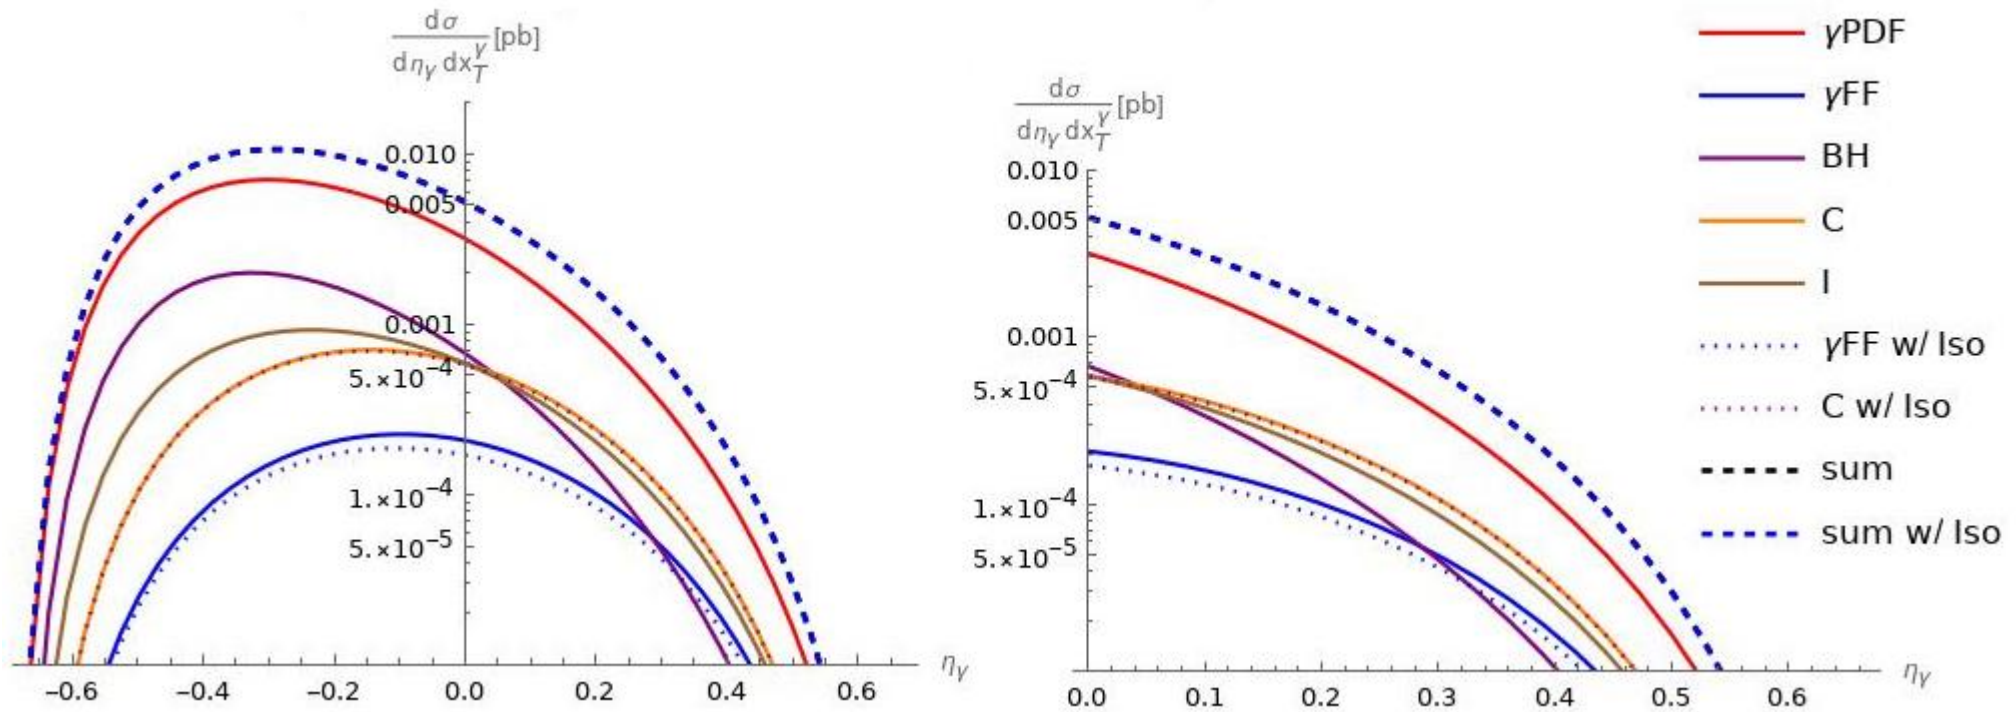 dσ
dη_γ dx_T^γ [pb]
0.010
0.005
0.001
5.×10⁻⁴
1.×10⁻⁴
5.×10⁻⁵
−0.6 −0.4 −0.2 0.0 0.2 0.4 0.6
η_γ
dσ
dη_γ dx_T^γ [pb]
0.010
0.005
0.001
5.×10⁻⁴
1.×10⁻⁴
5.×10⁻⁵
0.0 0.1 0.2 0.3 0.4 0.5 0.6
η_γ
γPDF
γFF
BH
C
I
γFF w/ Iso
C w/ Iso
sum
sum w/ Iso